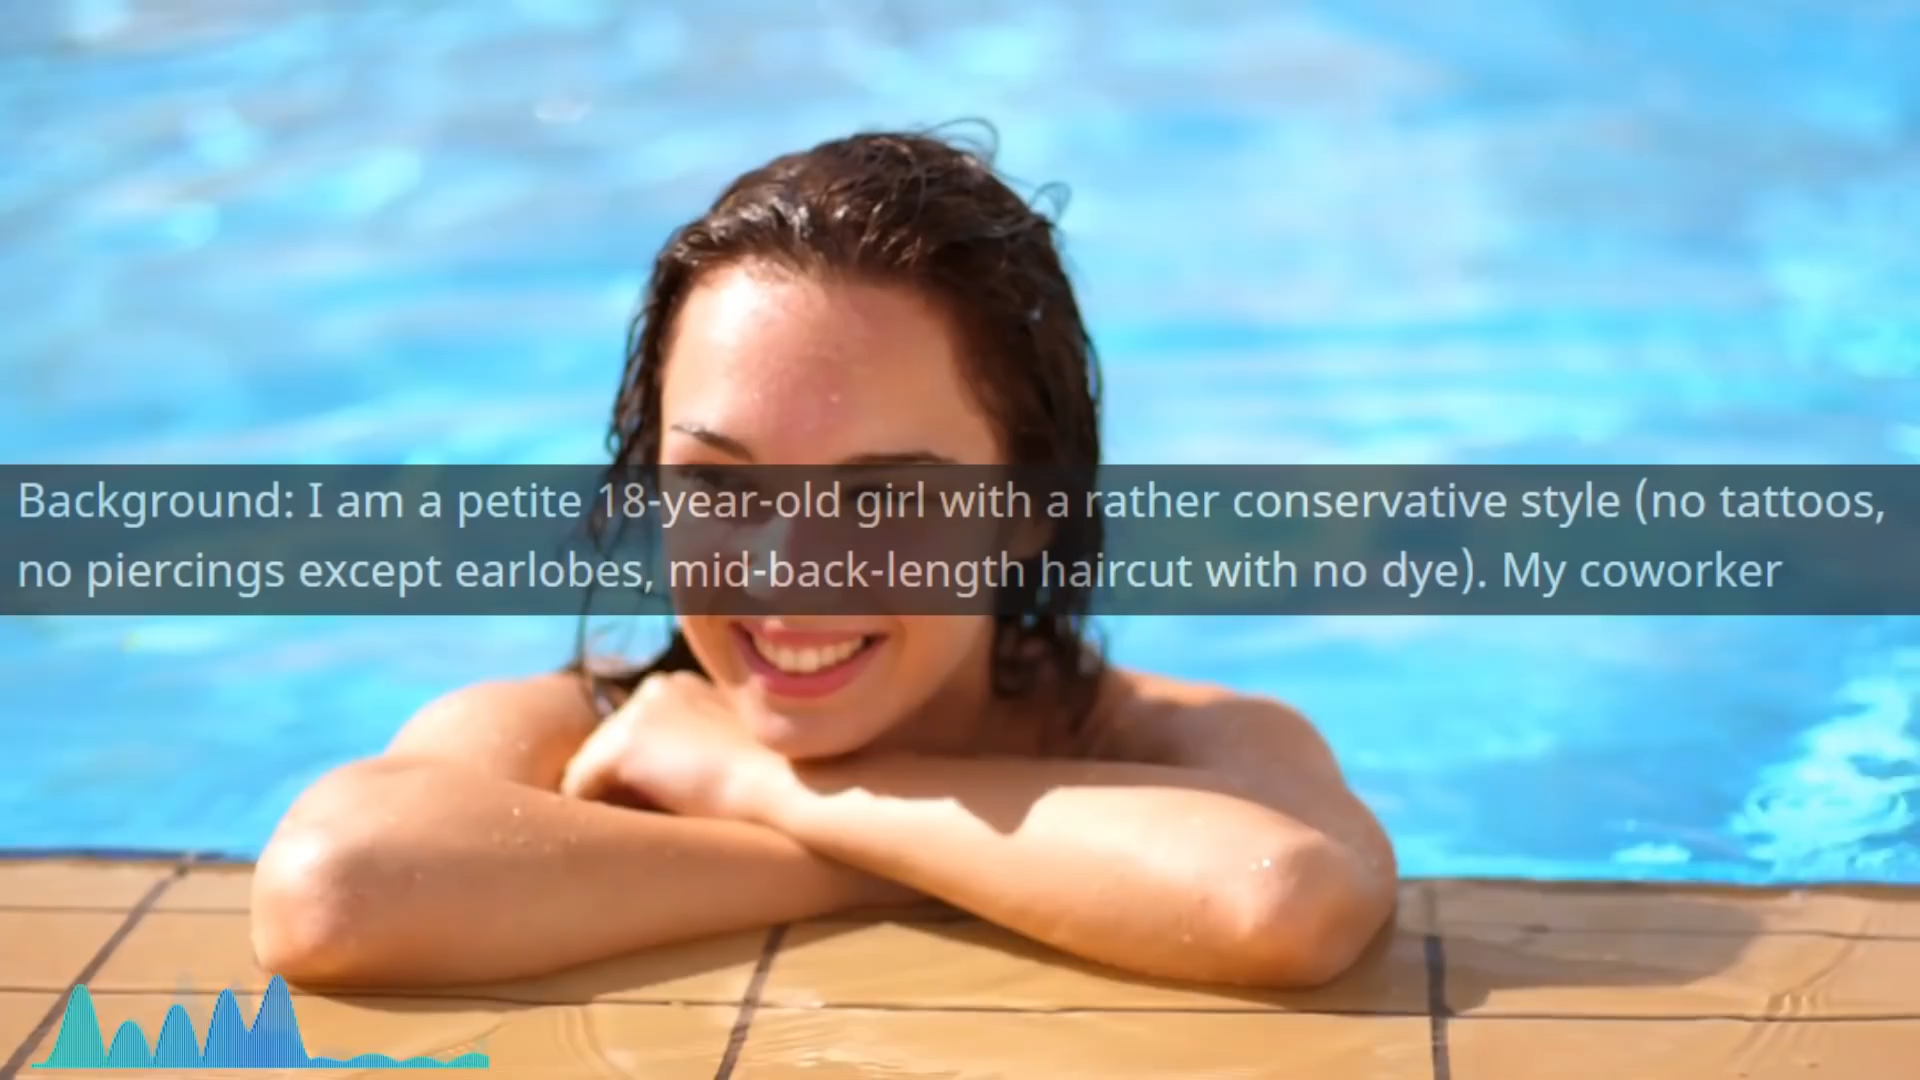 Background: I am a petite 18-year-old girl with a rather conservative style (no tattoos,
no piercings except earlobes, mid-back-length haircut with no dye). My coworker